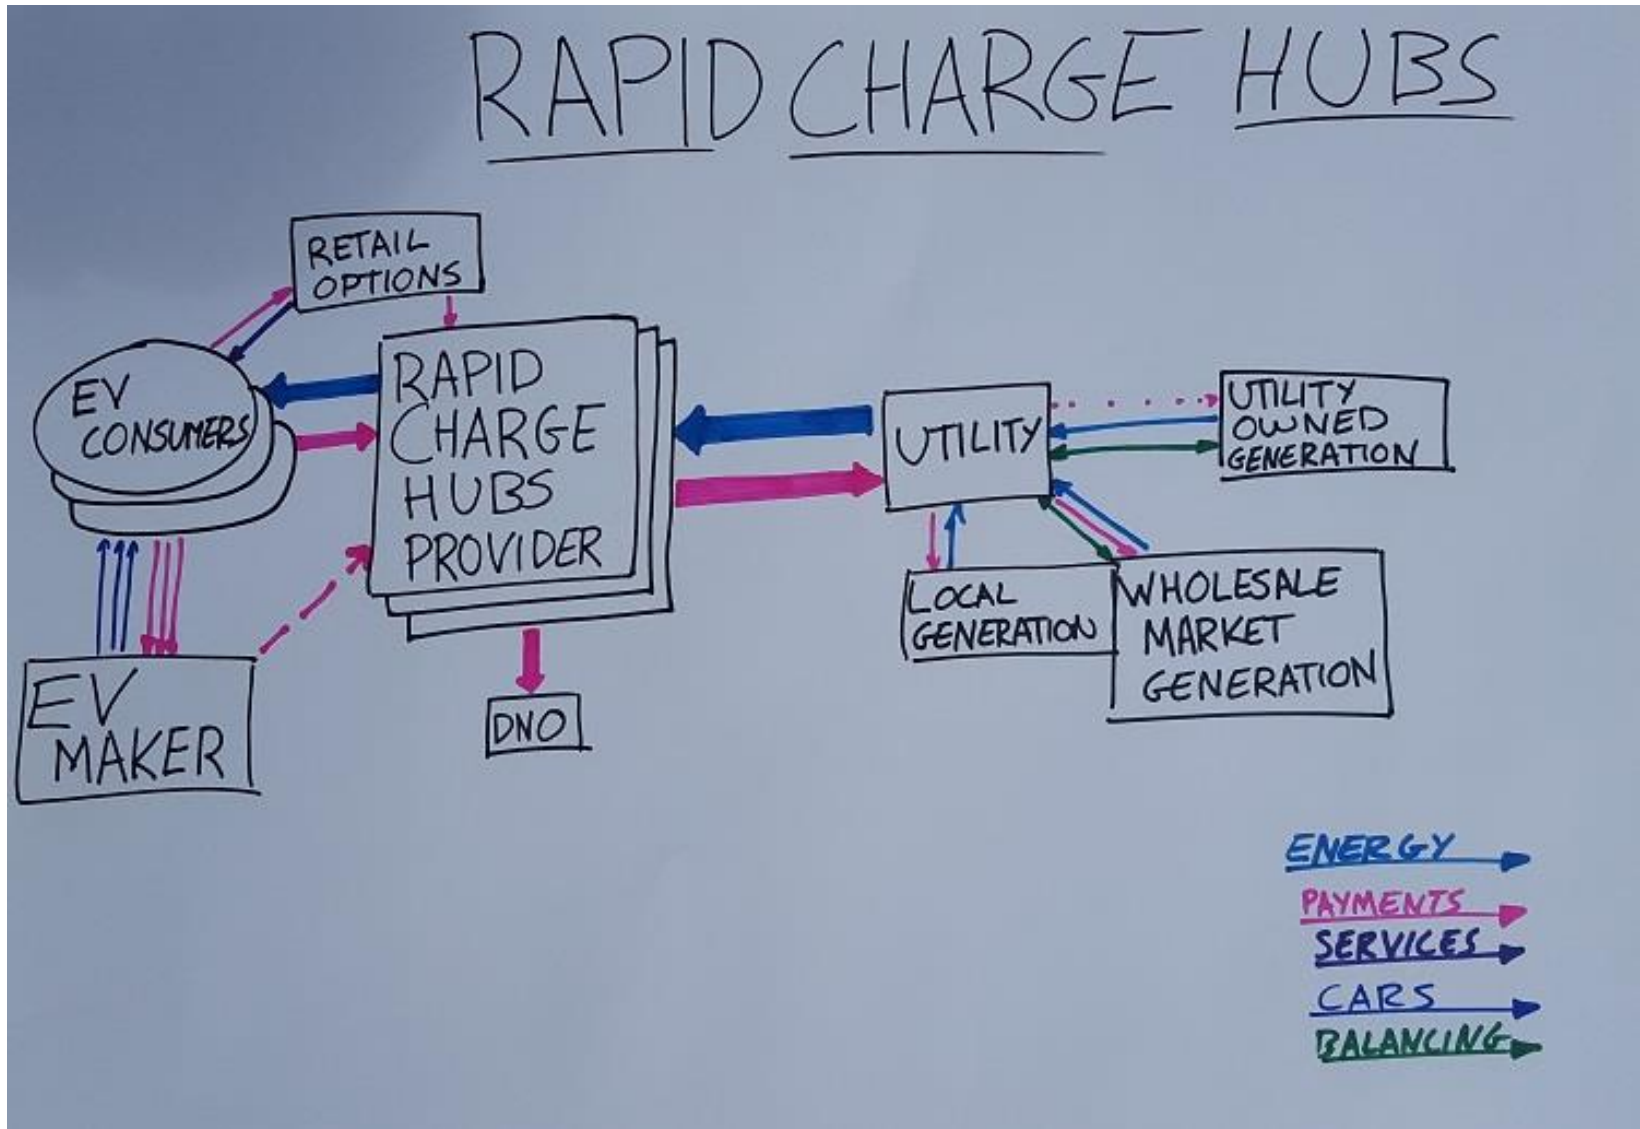 RAPID CHARGE HUBS
RETAIL
OPTIONS
EV
CONSUMERS
RAPID
CHARGE
HUBS
PROVIDER
UTILITY
UTILITY
OWNED
GENERATION
LOCAL
GENERATION
WHOLESALE
MARKET
GENERATION
EV
MAKER
DNO
ENERGY
PAYMENTS
SERVICES
CARS
BALANCING